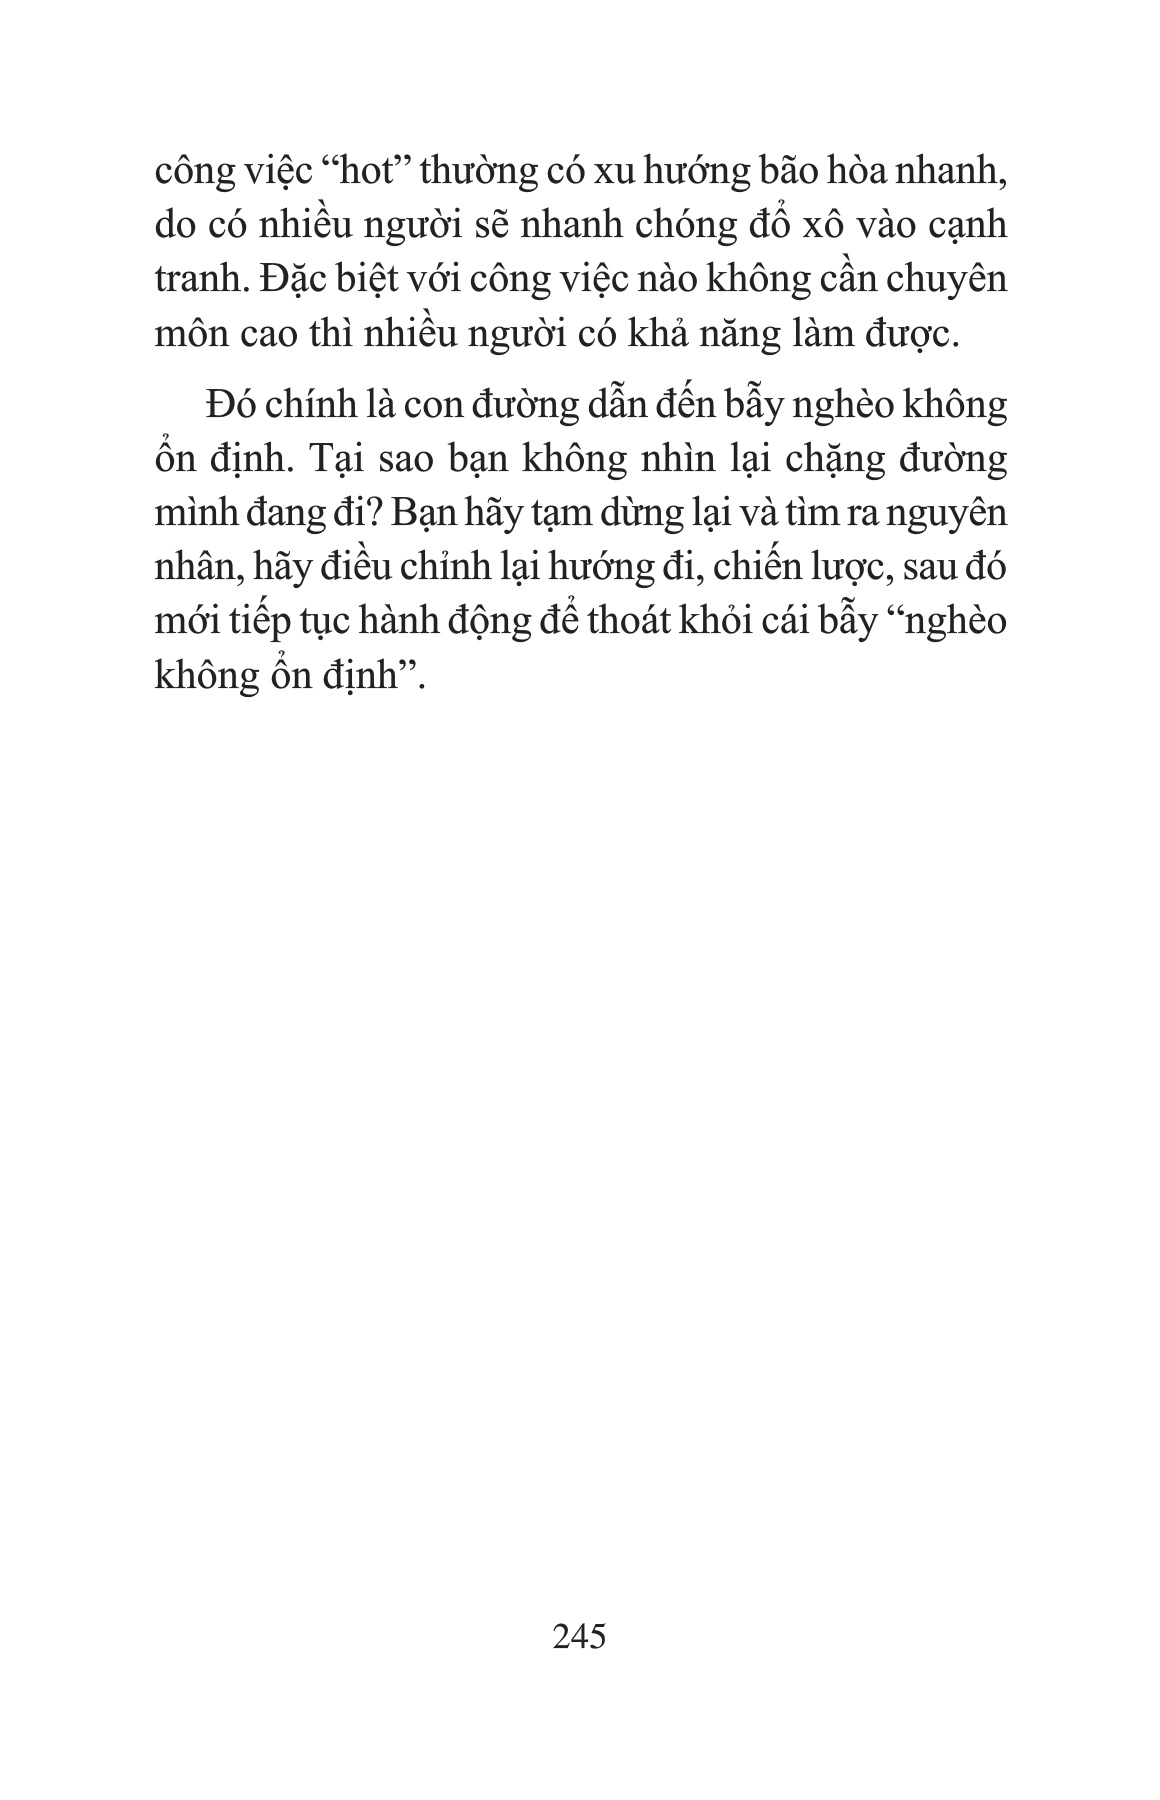 công việc “hot” thường có xu hướng bão hòa nhanh,
do có nhiều người sẽ nhanh chóng đổ xô vào cạnh
tranh. Đặc biệt với công việc nào không cần chuyên
môn cao thì nhiều người có khả năng làm được.
Đó chính là con đường dẫn đến bẫy nghèo không
ổn định. Tại sao bạn không nhìn lại chặng đường
mình đang đi? Bạn hãy tạm dừng lại và tìm ra nguyên
nhân, hãy điều chỉnh lại hướng đi, chiến lược, sau đó
mới tiếp tục hành động để thoát khỏi cái bẫy “nghèo
không ổn định”.
245